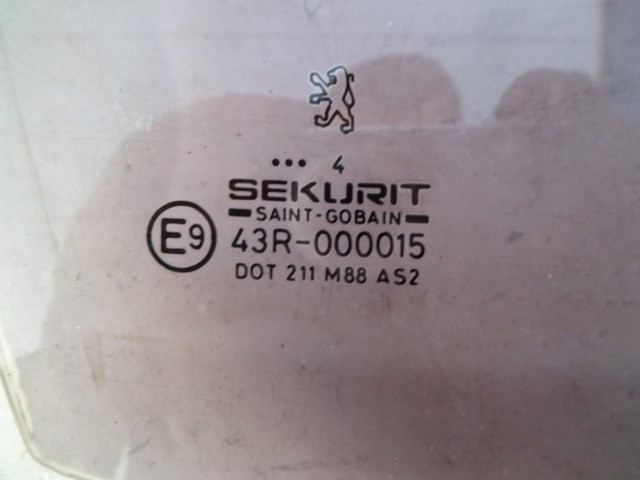 ... 4
SEKURIT
SAINT-GOBAIN
E9
43R-000015
DOT 211 M88 AS2